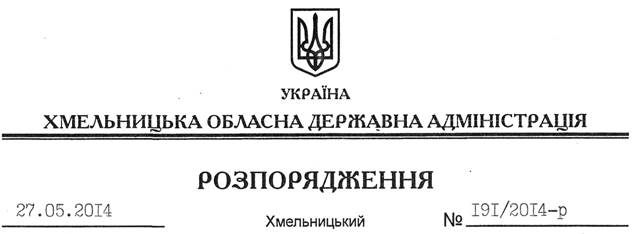 УКРАЇНА
ХМЕЛЬНИЦЬКА ОБЛАСНА ДЕРЖАВНА АДМІНІСТРАЦІЯ
РОЗПОРЯДЖЕННЯ
27.05.2014 Хмельницький № 191/2014-р